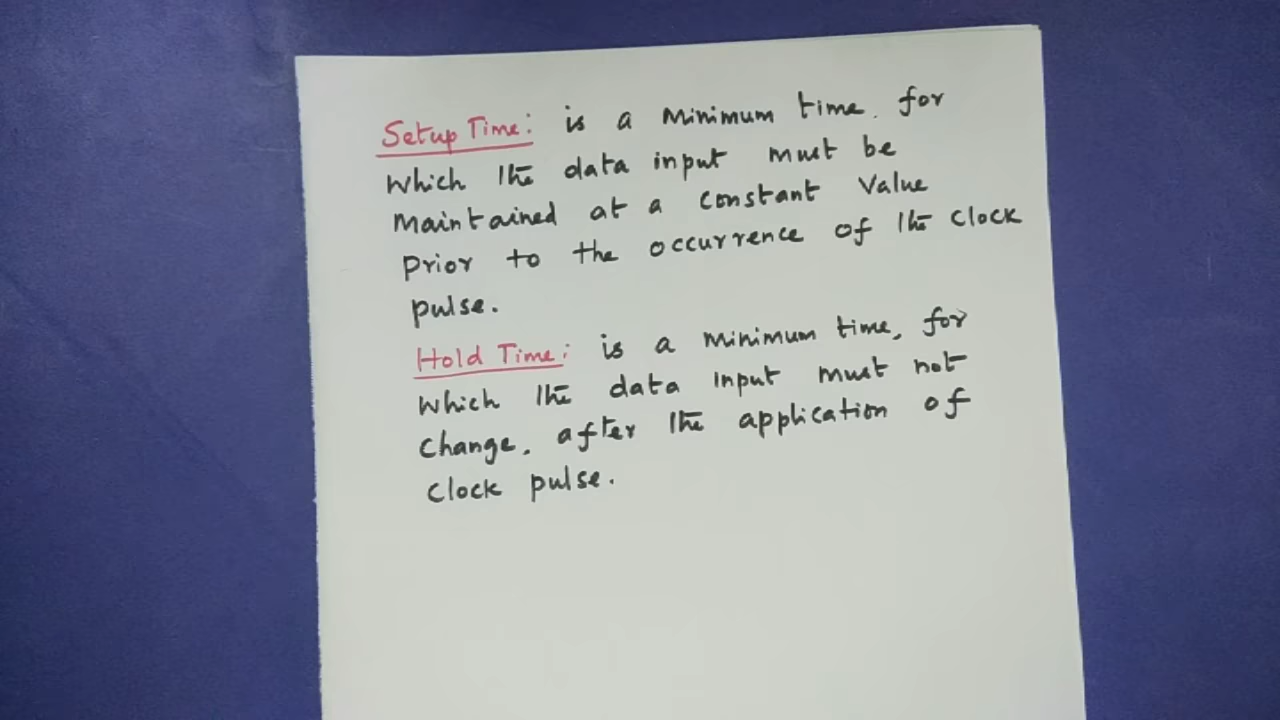 Setup Time: is a minimum time. for
which the data input must be
maintained at a constant value
prior to the occurrence of the clock
pulse.
Hold Time: is a minimum time, for
which the data input must not
change, after the application of
clock pulse.